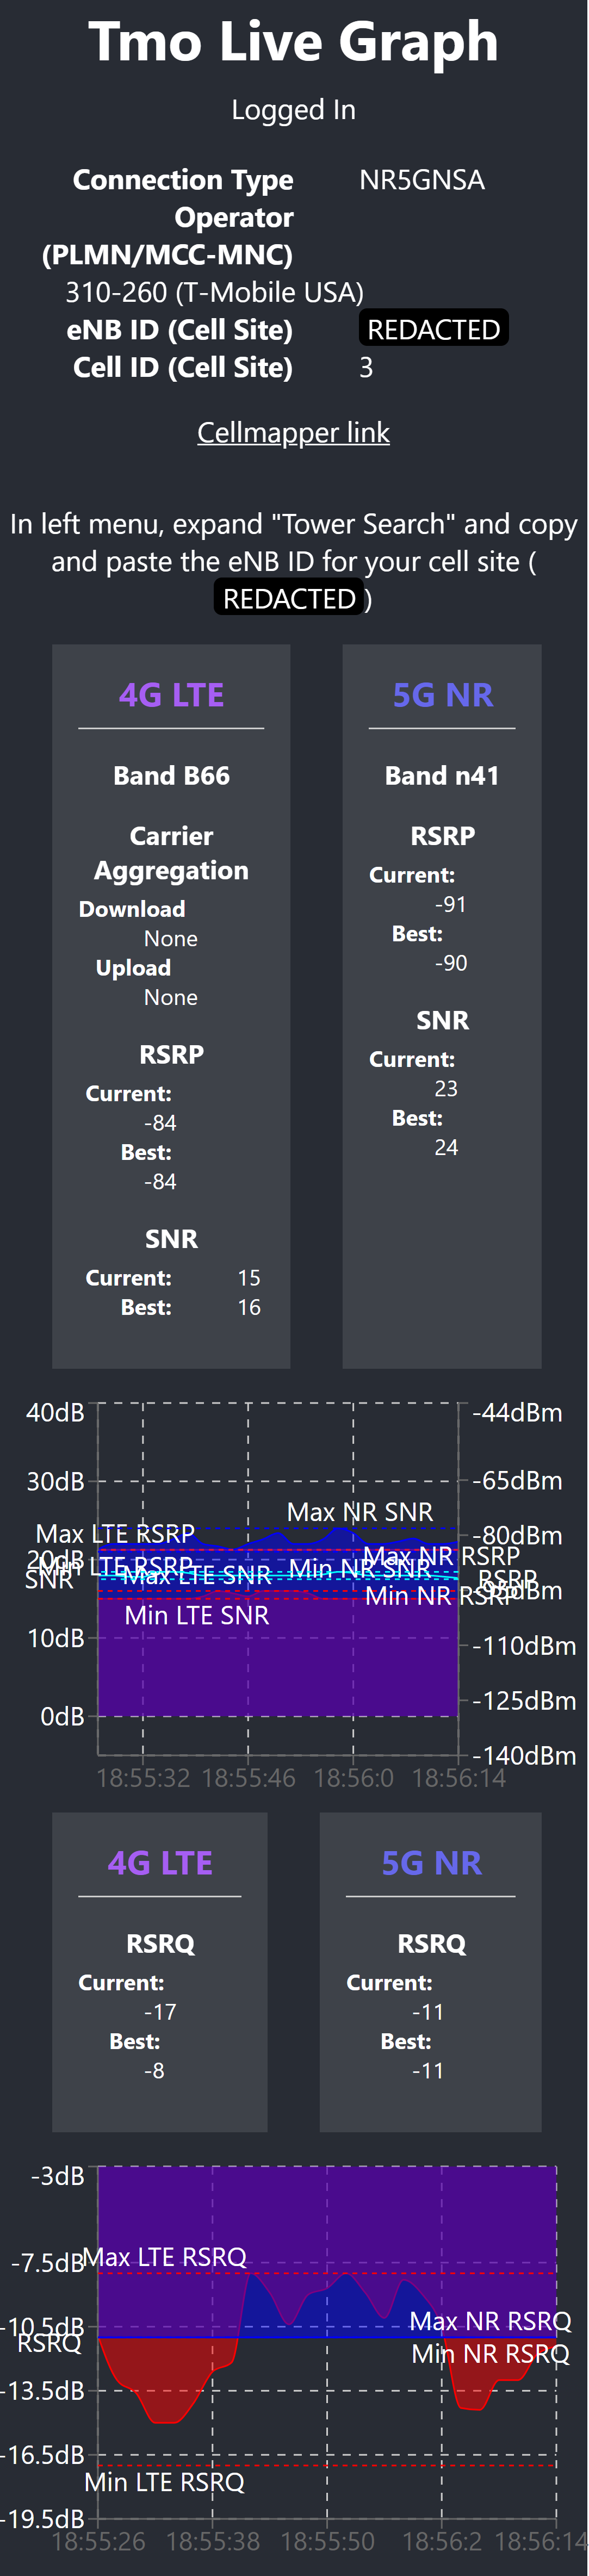 Tmo Live Graph
Logged In
Connection Type NR5GNSA
Operator
(PLMN/MCC-MNC)
310-260 (T-Mobile USA)
eNB ID (Cell Site) REDACTED
Cell ID (Cell Site) 3
Cellmapper link
In left menu, expand "Tower Search" and copy
and paste the eNB ID for your cell site (
REDACTED)
4G LTE
Band B66
Carrier
Aggregation
Download
None
Upload
None
RSRP
Current:
-84
Best:
-84
SNR
Current: 15
Best: 16
5G NR
Band n41
RSRP
Current:
-91
Best:
-90
SNR
Current:
23
Best:
24
40dB
30dB
20dB
10dB
0dB
SNR
-44dBm
-65dBm
-80dBm
-95dBm
-110dBm
-125dBm
-140dBm
RSRP
Max NR SNR
Max LTE RSRP
Max NR RSRP
Min LTE RSRP
Max LTE SNR
Min NR SNR
Min NR RSRP
Min LTE SNR
18:55:32 18:55:46 18:56:0 18:56:14
4G LTE
RSRQ
Current:
-17
Best:
-8
5G NR
RSRQ
Current:
-11
Best:
-11
-3dB
-7.5dB
-10.5dB
RSRQ
-13.5dB
-16.5dB
-19.5dB
Max LTE RSRQ
Max NR RSRQ
Min NR RSRQ
Min LTE RSRQ
18:55:26 18:55:38 18:55:50 18:56:2 18:56:14